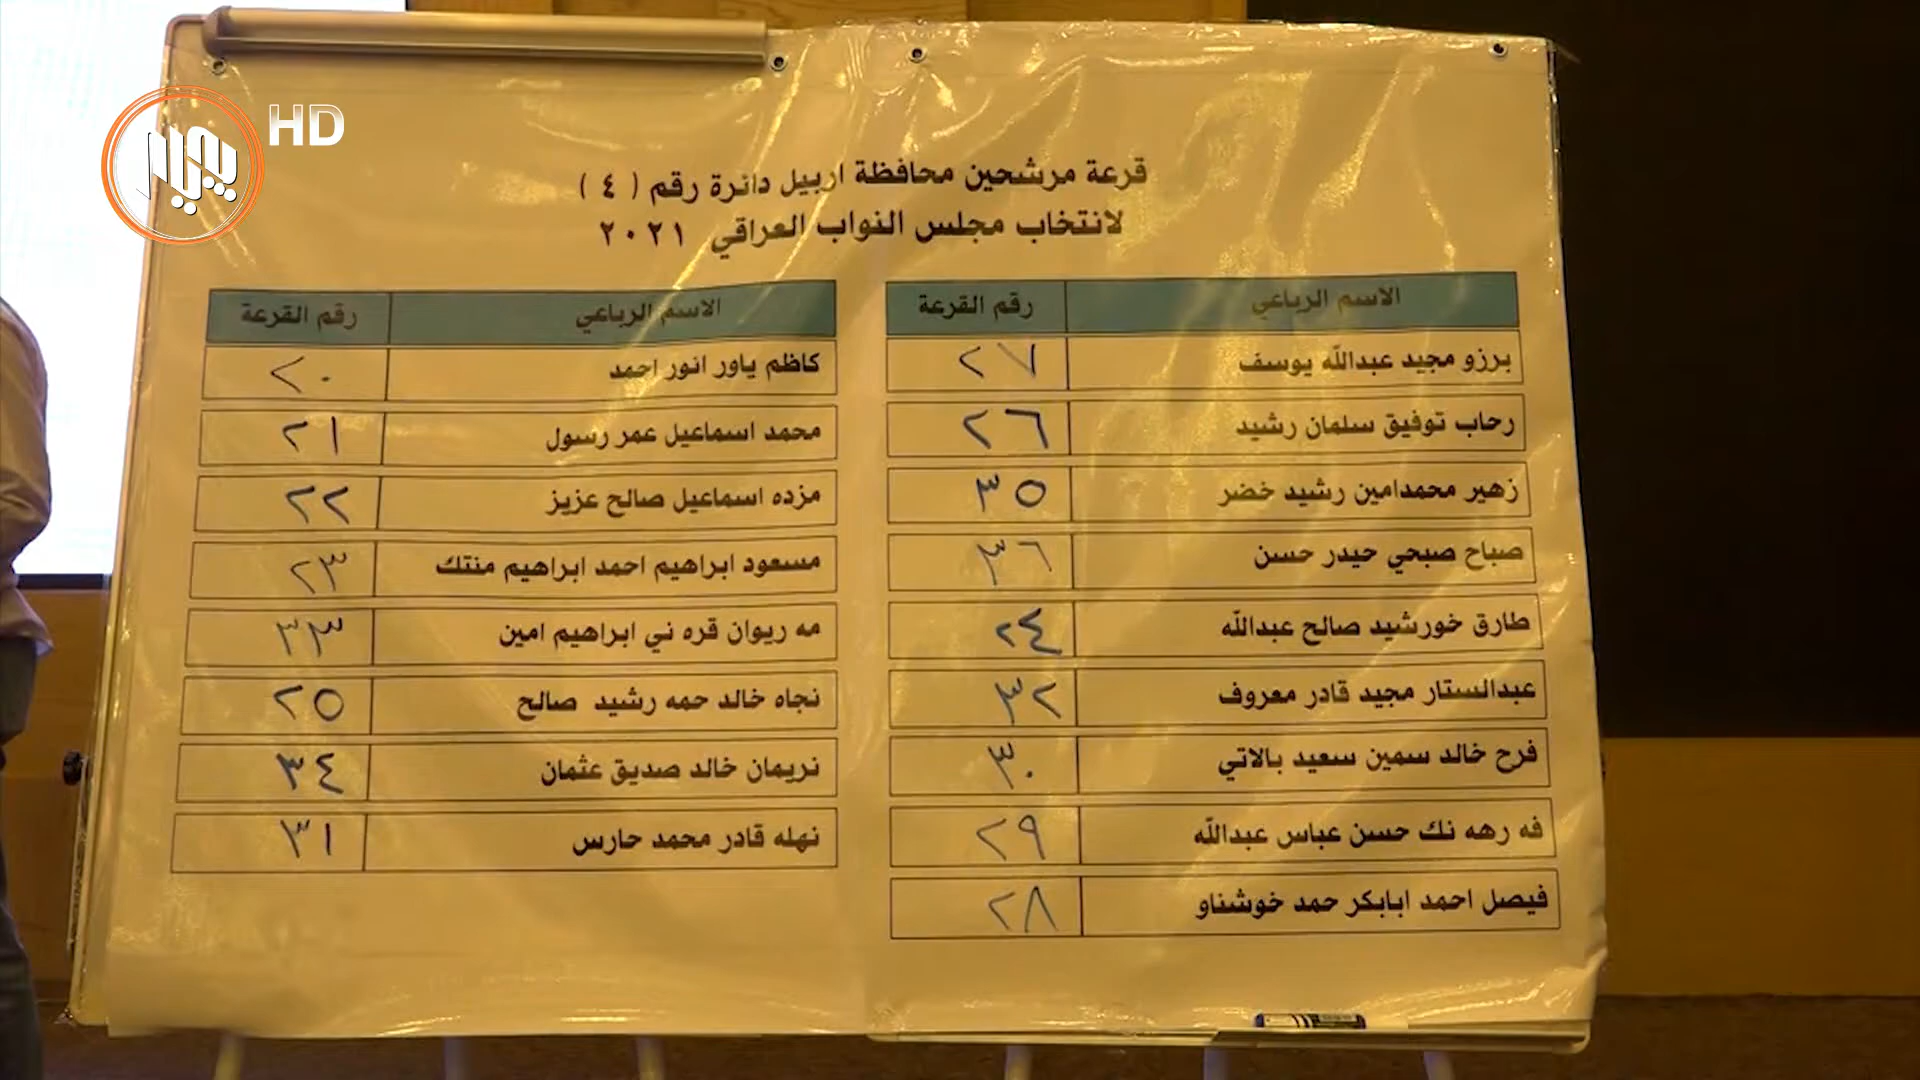 HD
قرعة مرشحين محافظة اربيل دائرة رقم ( ٤ )
لانتخاب مجلس النواب العراقي ٢٠٢١
الاسم الرباعي رقم القرعة
برزو مجيد عبدالله يوسف ٢٧
رحاب توفيق سلمان رشيد ٢٦
زهير محمدامين رشيد خضر ٣٥
صباح صبحي حيدر حسن ٣٦
طارق خورشيد صالح عبدالله ٢٤
عبدالستار مجيد قادر معروف ٣٢
فرح خالد سمين سعيد بالاتي ٣٠
فه رهه نك حسن عباس عبدالله ٢٩
فيصل احمد ابابكر حمد خوشناو ٢٨
الاسم الرباعي رقم القرعة
كاظم ياور انور احمد ٢٠
محمد اسماعيل عمر رسول ٢١
مزده اسماعيل صالح عزيز ٢٢
مسعود ابراهيم احمد ابراهيم منتك ٢٣
مه ريوان قره ني ابراهيم امين ٣٣
نجاه خالد حمه رشيد صالح ٢٥
نريمان خالد صديق عثمان ٣٤
نهله قادر محمد حارس ٣١